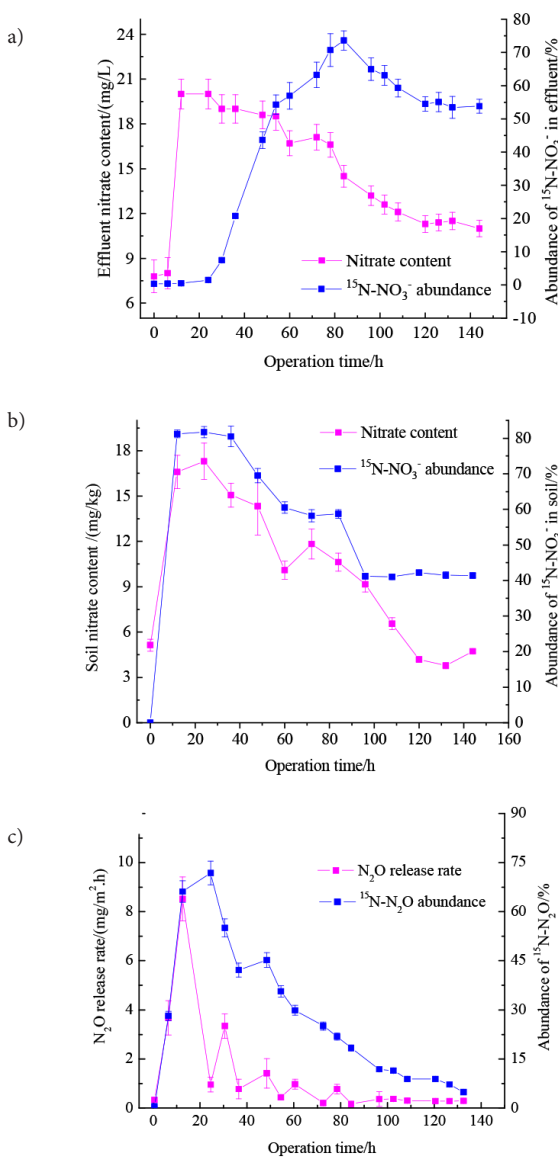 a)
Effluent nitrate content/(mg/L)
24
21
18
15
12
9
6
80
70
60
50
40
30
20
10
0
-10
Abundance of ¹⁵N-NO₃⁻ in effluent/%
Nitrate content
¹⁵N-NO₃⁻ abundance
0 20 40 60 80 100 120 140
Operation time/h
b)
Soil nitrate content /(mg/kg)
18
15
12
9
6
3
0
80
70
60
50
40
30
20
10
0
Abundance of ¹⁵N-NO₃⁻ in soil/%
Nitrate content
¹⁵N-NO₃⁻ abundance
0 20 40 60 80 100 120 140 160
Operation time/h
c)
N₂O release rate/(mg/m².h)
10
8
6
4
2
0
90
75
60
45
30
15
0
Abundance of ¹⁵N-N₂O/%
N₂O release rate
¹⁵N-N₂O abundance
0 20 40 60 80 100 120 140
Operation time/h